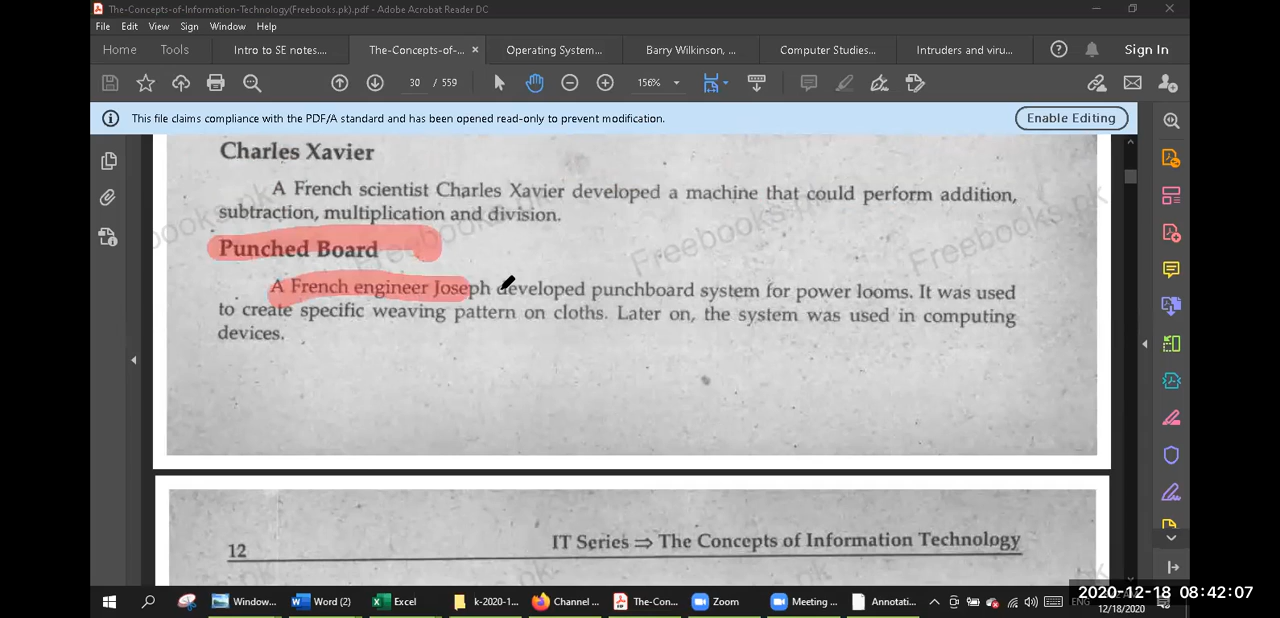 The-Concepts-of-Information-Technology(Freebooks.pk).pdf - Adobe Acrobat Reader DC
File Edit View Sign Window Help
Home Tools Intro to SE notes.... The-Concepts-of-... × Operating System... Barry Wilkinson, ... Computer Studies... Intruders and viru... Sign In
30 / 559 156%
This file claims compliance with the PDF/A standard and has been opened read-only to prevent modification. Enable Editing
Charles Xavier
A French scientist Charles Xavier developed a machine that could perform addition,
subtraction, multiplication and division.
Punched Board
A French engineer Joseph developed punchboard system for power looms. It was used
to create specific weaving pattern on cloths. Later on, the system was used in computing
devices.
Freebooks.pk
Freebooks.pk
12 IT Series ⇒ The Concepts of Information Technology
Window... Word (2) Excel k-2020-1... Channel ... The-Con... Zoom Meeting ... Annotati... ENG
2020-12-18 08:42:07
12/18/2020